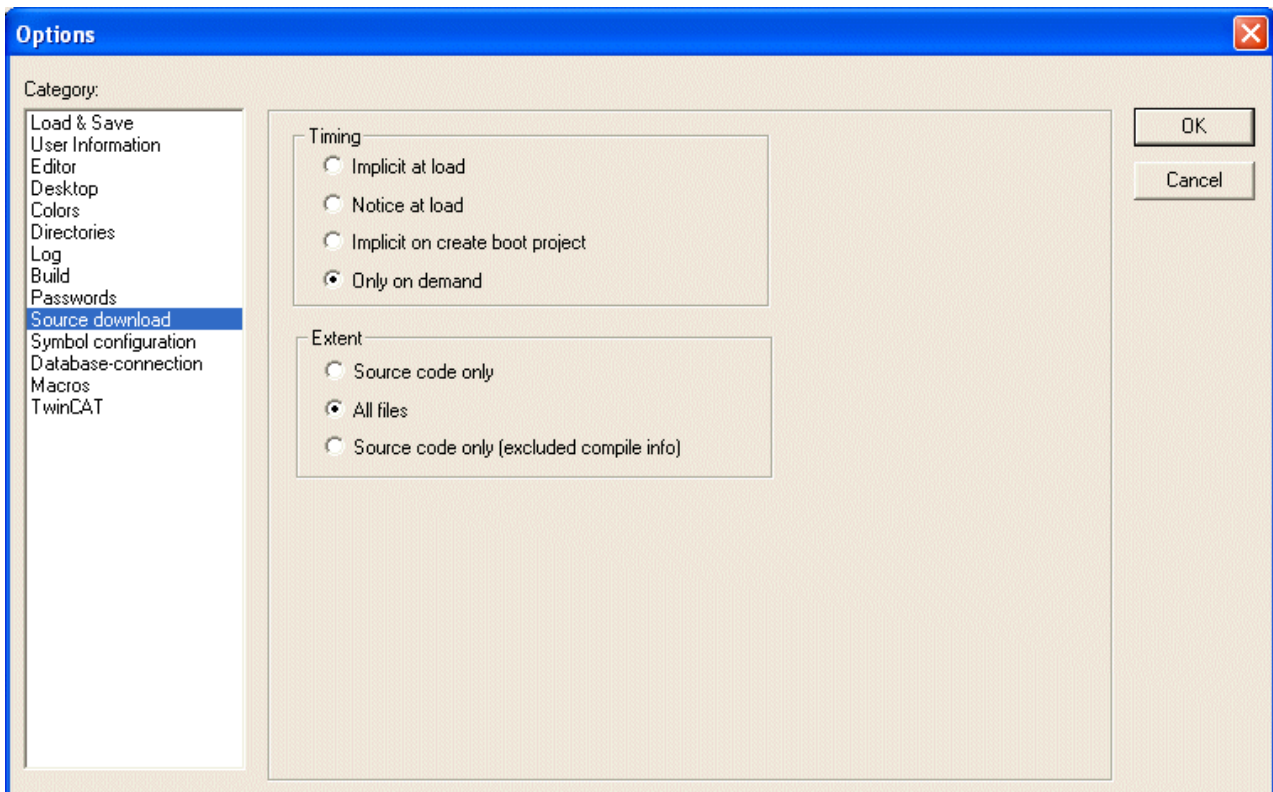 Options
Category:
Load & Save
User Information
Editor
Desktop
Colors
Directories
Log
Build
Passwords
Source download
Symbol configuration
Database-connection
Macros
TwinCAT
Timing
Implicit at load
Notice at load
Implicit on create boot project
Only on demand
Extent
Source code only
All files
Source code only (excluded compile info)
OK
Cancel